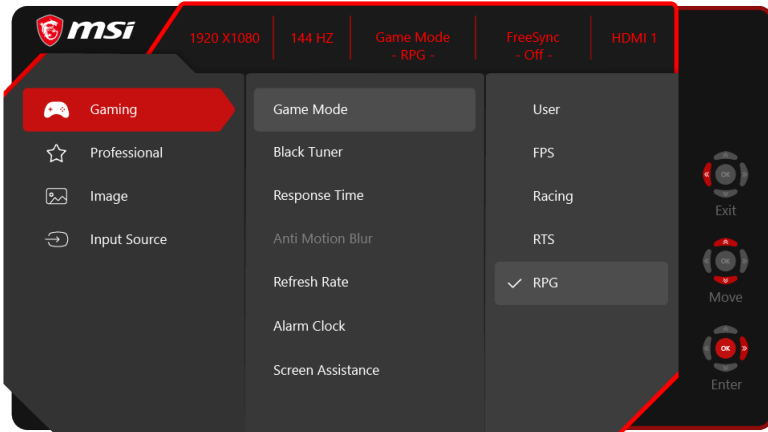 msi
1920 X1080
144 HZ
Game Mode
- RPG -
FreeSync
- Off -
HDMI 1
Gaming
Professional
Image
Input Source
Game Mode
Black Tuner
Response Time
Anti Motion Blur
Refresh Rate
Alarm Clock
Screen Assistance
User
FPS
Racing
RTS
RPG
OK
Exit
OK
Move
OK
Enter